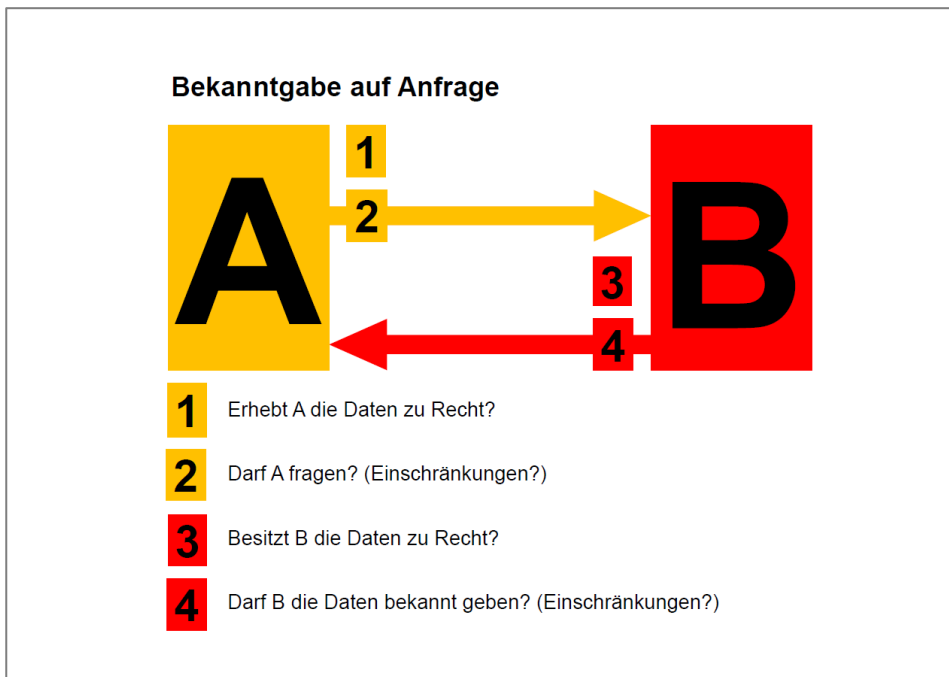 Bekanntgabe auf Anfrage
A
1
2
3
4
B
1 Erhebt A die Daten zu Recht?
2 Darf A fragen? (Einschränkungen?)
3 Besitzt B die Daten zu Recht?
4 Darf B die Daten bekannt geben? (Einschränkungen?)